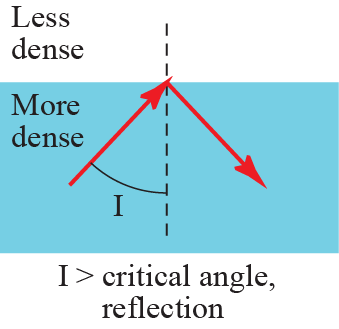 Less
dense
More
dense
I
I > critical angle,
reflection